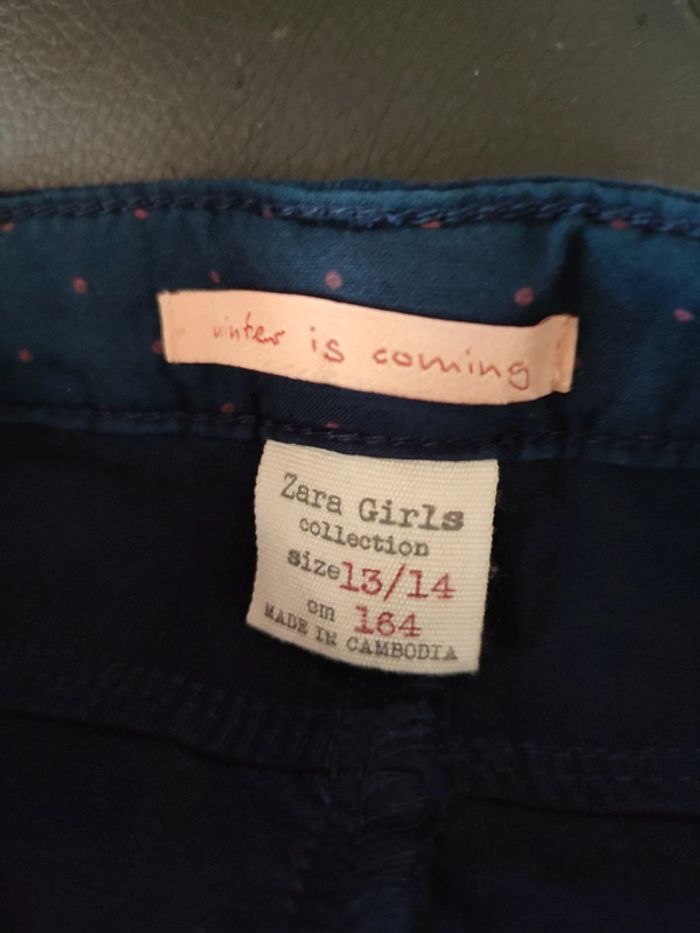 winter is coming
Zara Girls
collection
size 13/14
cm 164
MADE IN CAMBODIA